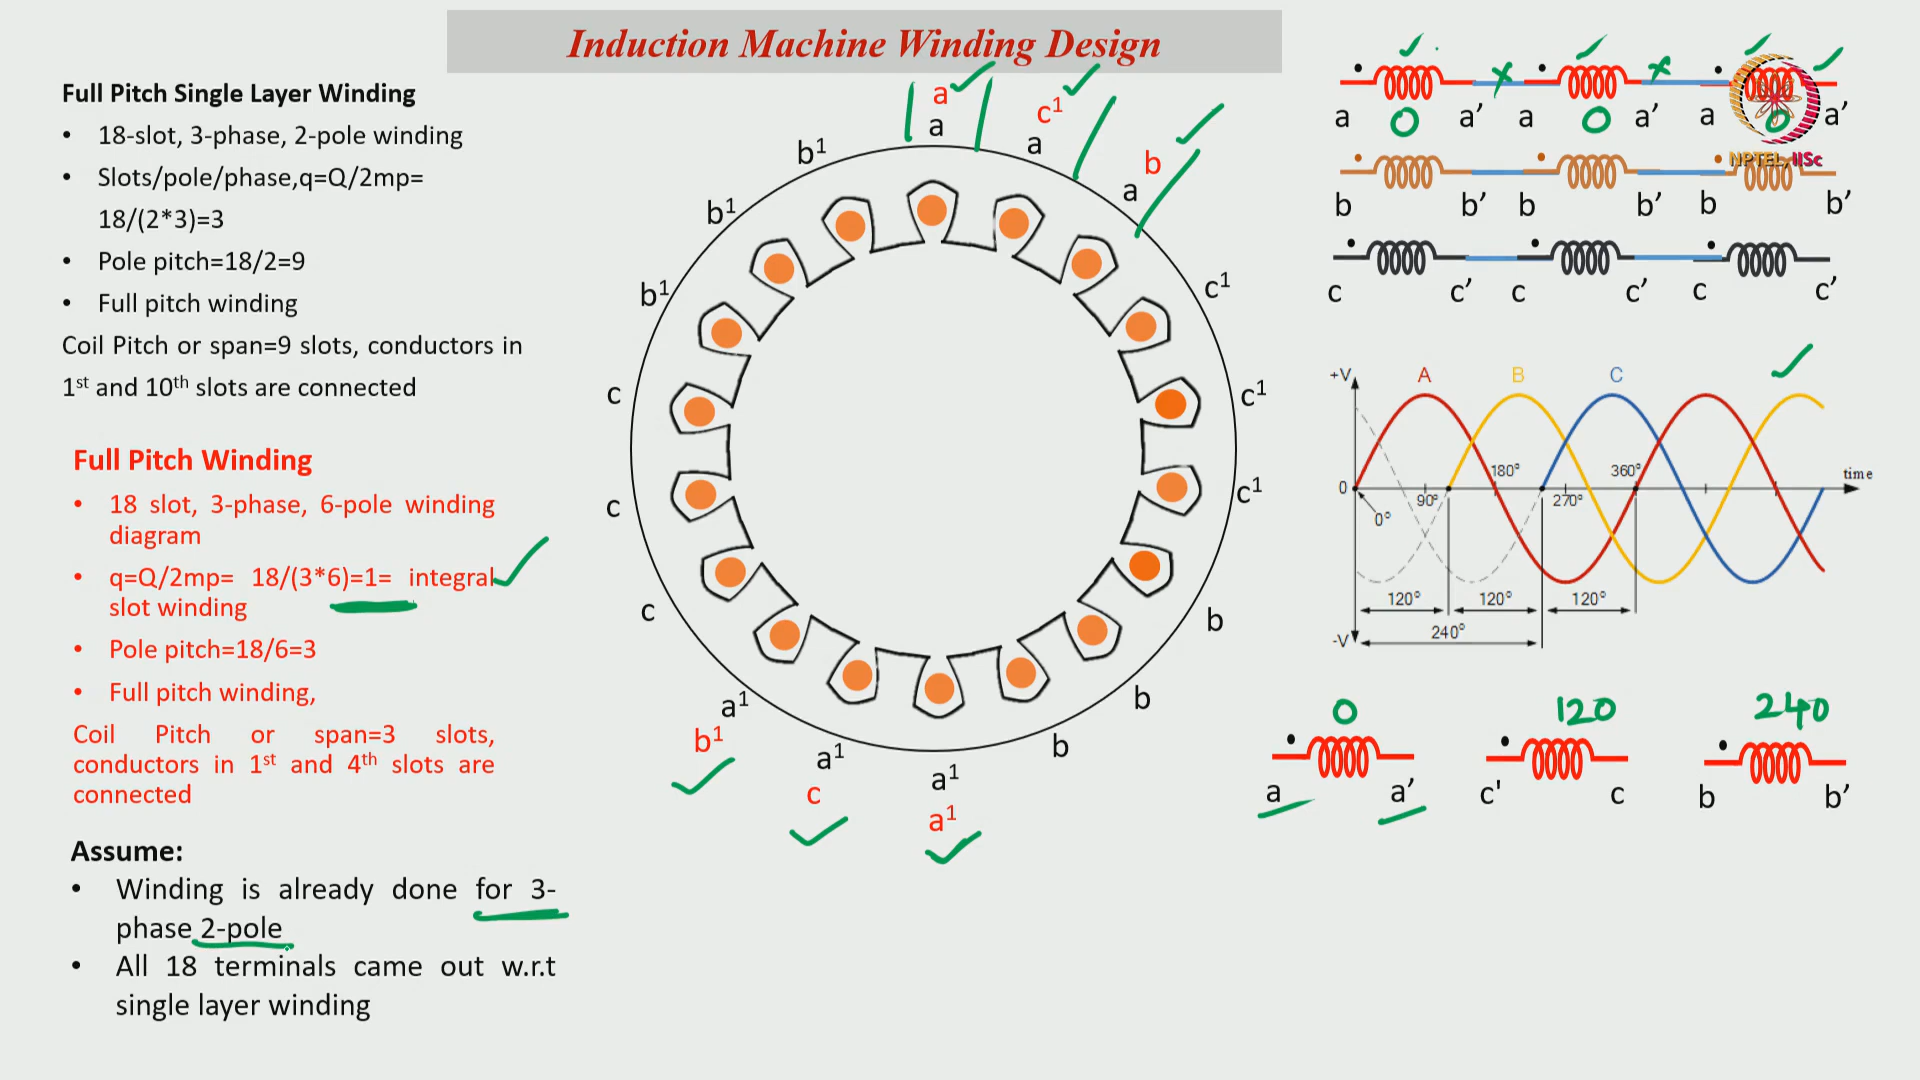 Induction Machine Winding Design
Full Pitch Single Layer Winding
• 18-slot, 3-phase, 2-pole winding
• Slots/pole/phase,q=Q/2mp=
18/(2*3)=3
• Pole pitch=18/2=9
• Full pitch winding
Coil Pitch or span=9 slots, conductors in
1st and 10th slots are connected
Full Pitch Winding
• 18 slot, 3-phase, 6-pole winding
diagram
• q=Q/2mp= 18/(3*6)=1= integral
slot winding
• Pole pitch=18/6=3
• Full pitch winding,
Coil Pitch or span=3 slots,
conductors in 1st and 4th slots are
connected
Assume:
• Winding is already done for 3-
phase 2-pole
• All 18 terminals came out w.r.t
single layer winding
a
a
c1
a
b
a
c1
c1
c1
b
b
b
a1
a1
a1
c
a1
b1
c
c
c
b1
b1
b1
a 0 a' a 0 a' a 0 a'
NPTEL, IISc
b b' b b' b b'
c c' c c' c c'
+V A B C
0 0° 90° 180° 270° 360° time
120° 120° 120°
240°
-V
0 120 240
a a' c' c b b'